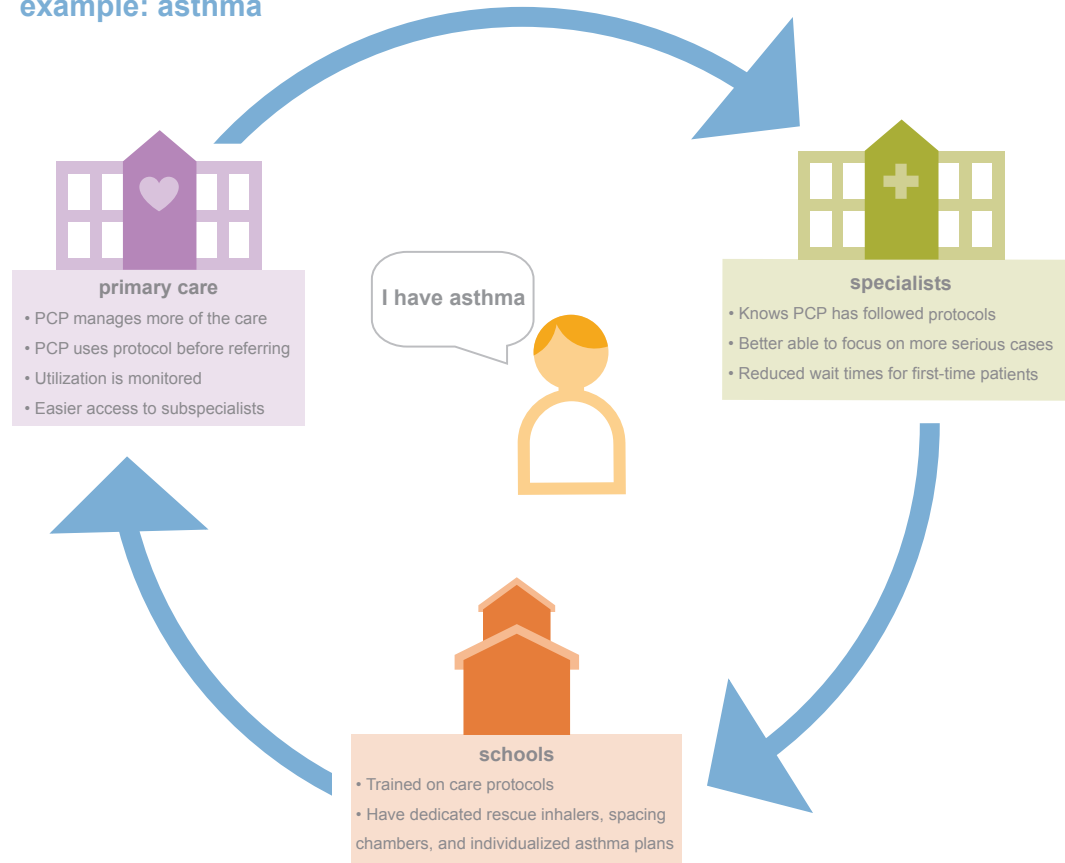 example: asthma
primary care
• PCP manages more of the care
• PCP uses protocol before referring
• Utilization is monitored
• Easier access to subspecialists
I have asthma
specialists
• Knows PCP has followed protocols
• Better able to focus on more serious cases
• Reduced wait times for first-time patients
schools
• Trained on care protocols
• Have dedicated rescue inhalers, spacing
chambers, and individualized asthma plans